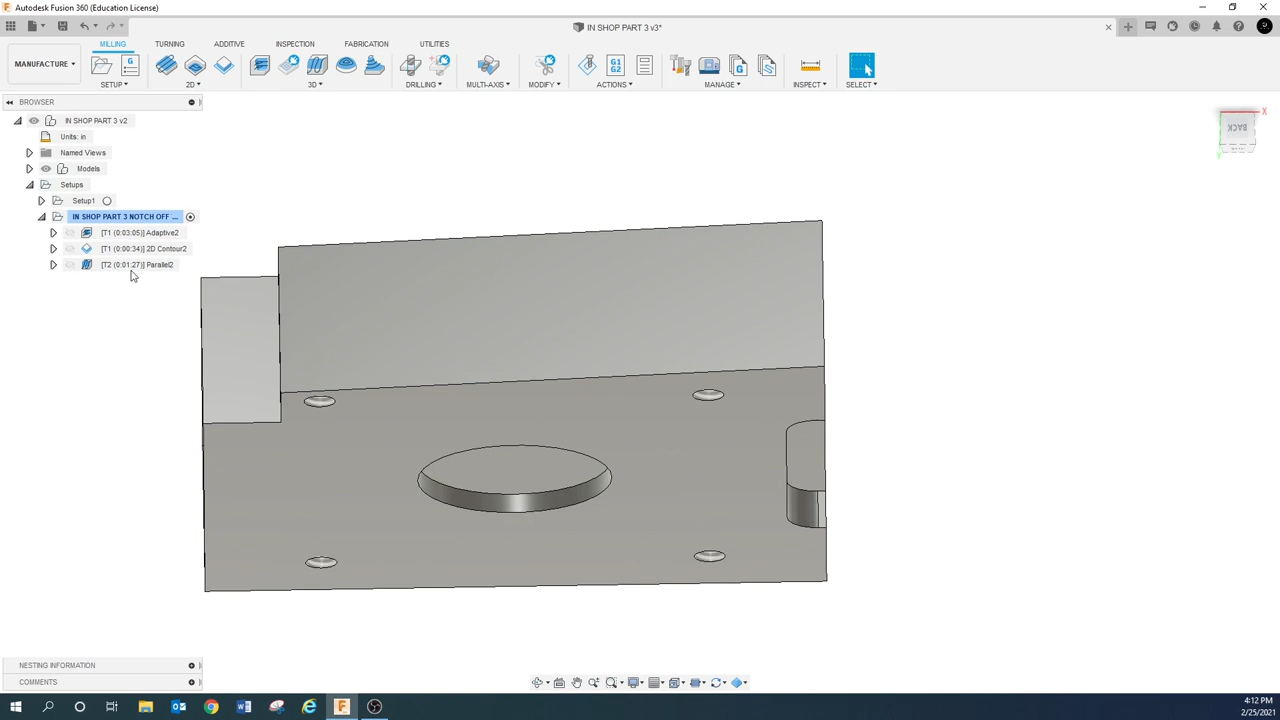 Autodesk Fusion 360 (Education License)
IN SHOP PART 3 v3*
MILLING TURNING ADDITIVE INSPECTION FABRICATION UTILITIES
MANUFACTURE
SETUP 2D 3D DRILLING MULTI-AXIS MODIFY ACTIONS MANAGE INSPECT SELECT
G G1 G2 G
BROWSER
IN SHOP PART 3 v2
Units: in
Named Views
Models
Setups
Setup1
IN SHOP PART 3 NOTCH OFF ...
[T1 (0:03:05)] Adaptive2
[T1 (0:00:34)] 2D Contour2
[T2 (0:01:27)] Parallel2
X
BACK
NESTING INFORMATION
COMMENTS
4:12 PM
2/25/2021